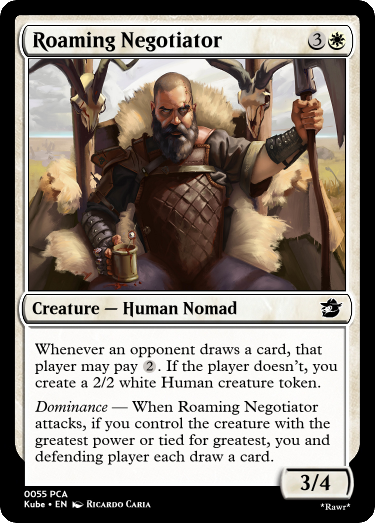 Roaming Negotiator 3
Creature — Human Nomad
Whenever an opponent draws a card, that
player may pay 2. If the player doesn't, you
create a 2/2 white Human creature token.
Dominance — When Roaming Negotiator
attacks, if you control the creature with the
greatest power or tied for greatest, you and
defending player each draw a card.
3/4
0055 PCA
Kube • EN Ricardo Caria
*Rawr*